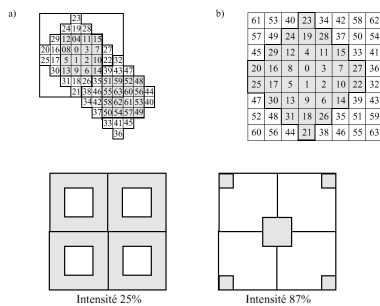 a)
23
24 19 28
29 12 04 11 15
20 16 08 0 3 7 27
25 17 5 1 2 10 22 32
30 13 9 6 14 39 43 47
31 18 26 35 51 59 52 48
21 38 46 55 63 60 56 44
34 42 58 62 61 53 40
37 50 54 57 49
33 41 45
36
b)
61 53 40 23 34 42 58 62
57 49 24 19 28 37 50 54
45 29 12 4 11 15 33 41
20 16 8 0 3 7 27 36
25 17 5 1 2 10 22 32
47 30 13 9 6 14 39 43
52 48 31 18 26 35 51 59
60 56 44 21 38 46 55 63
Intensité 25%
Intensité 87%